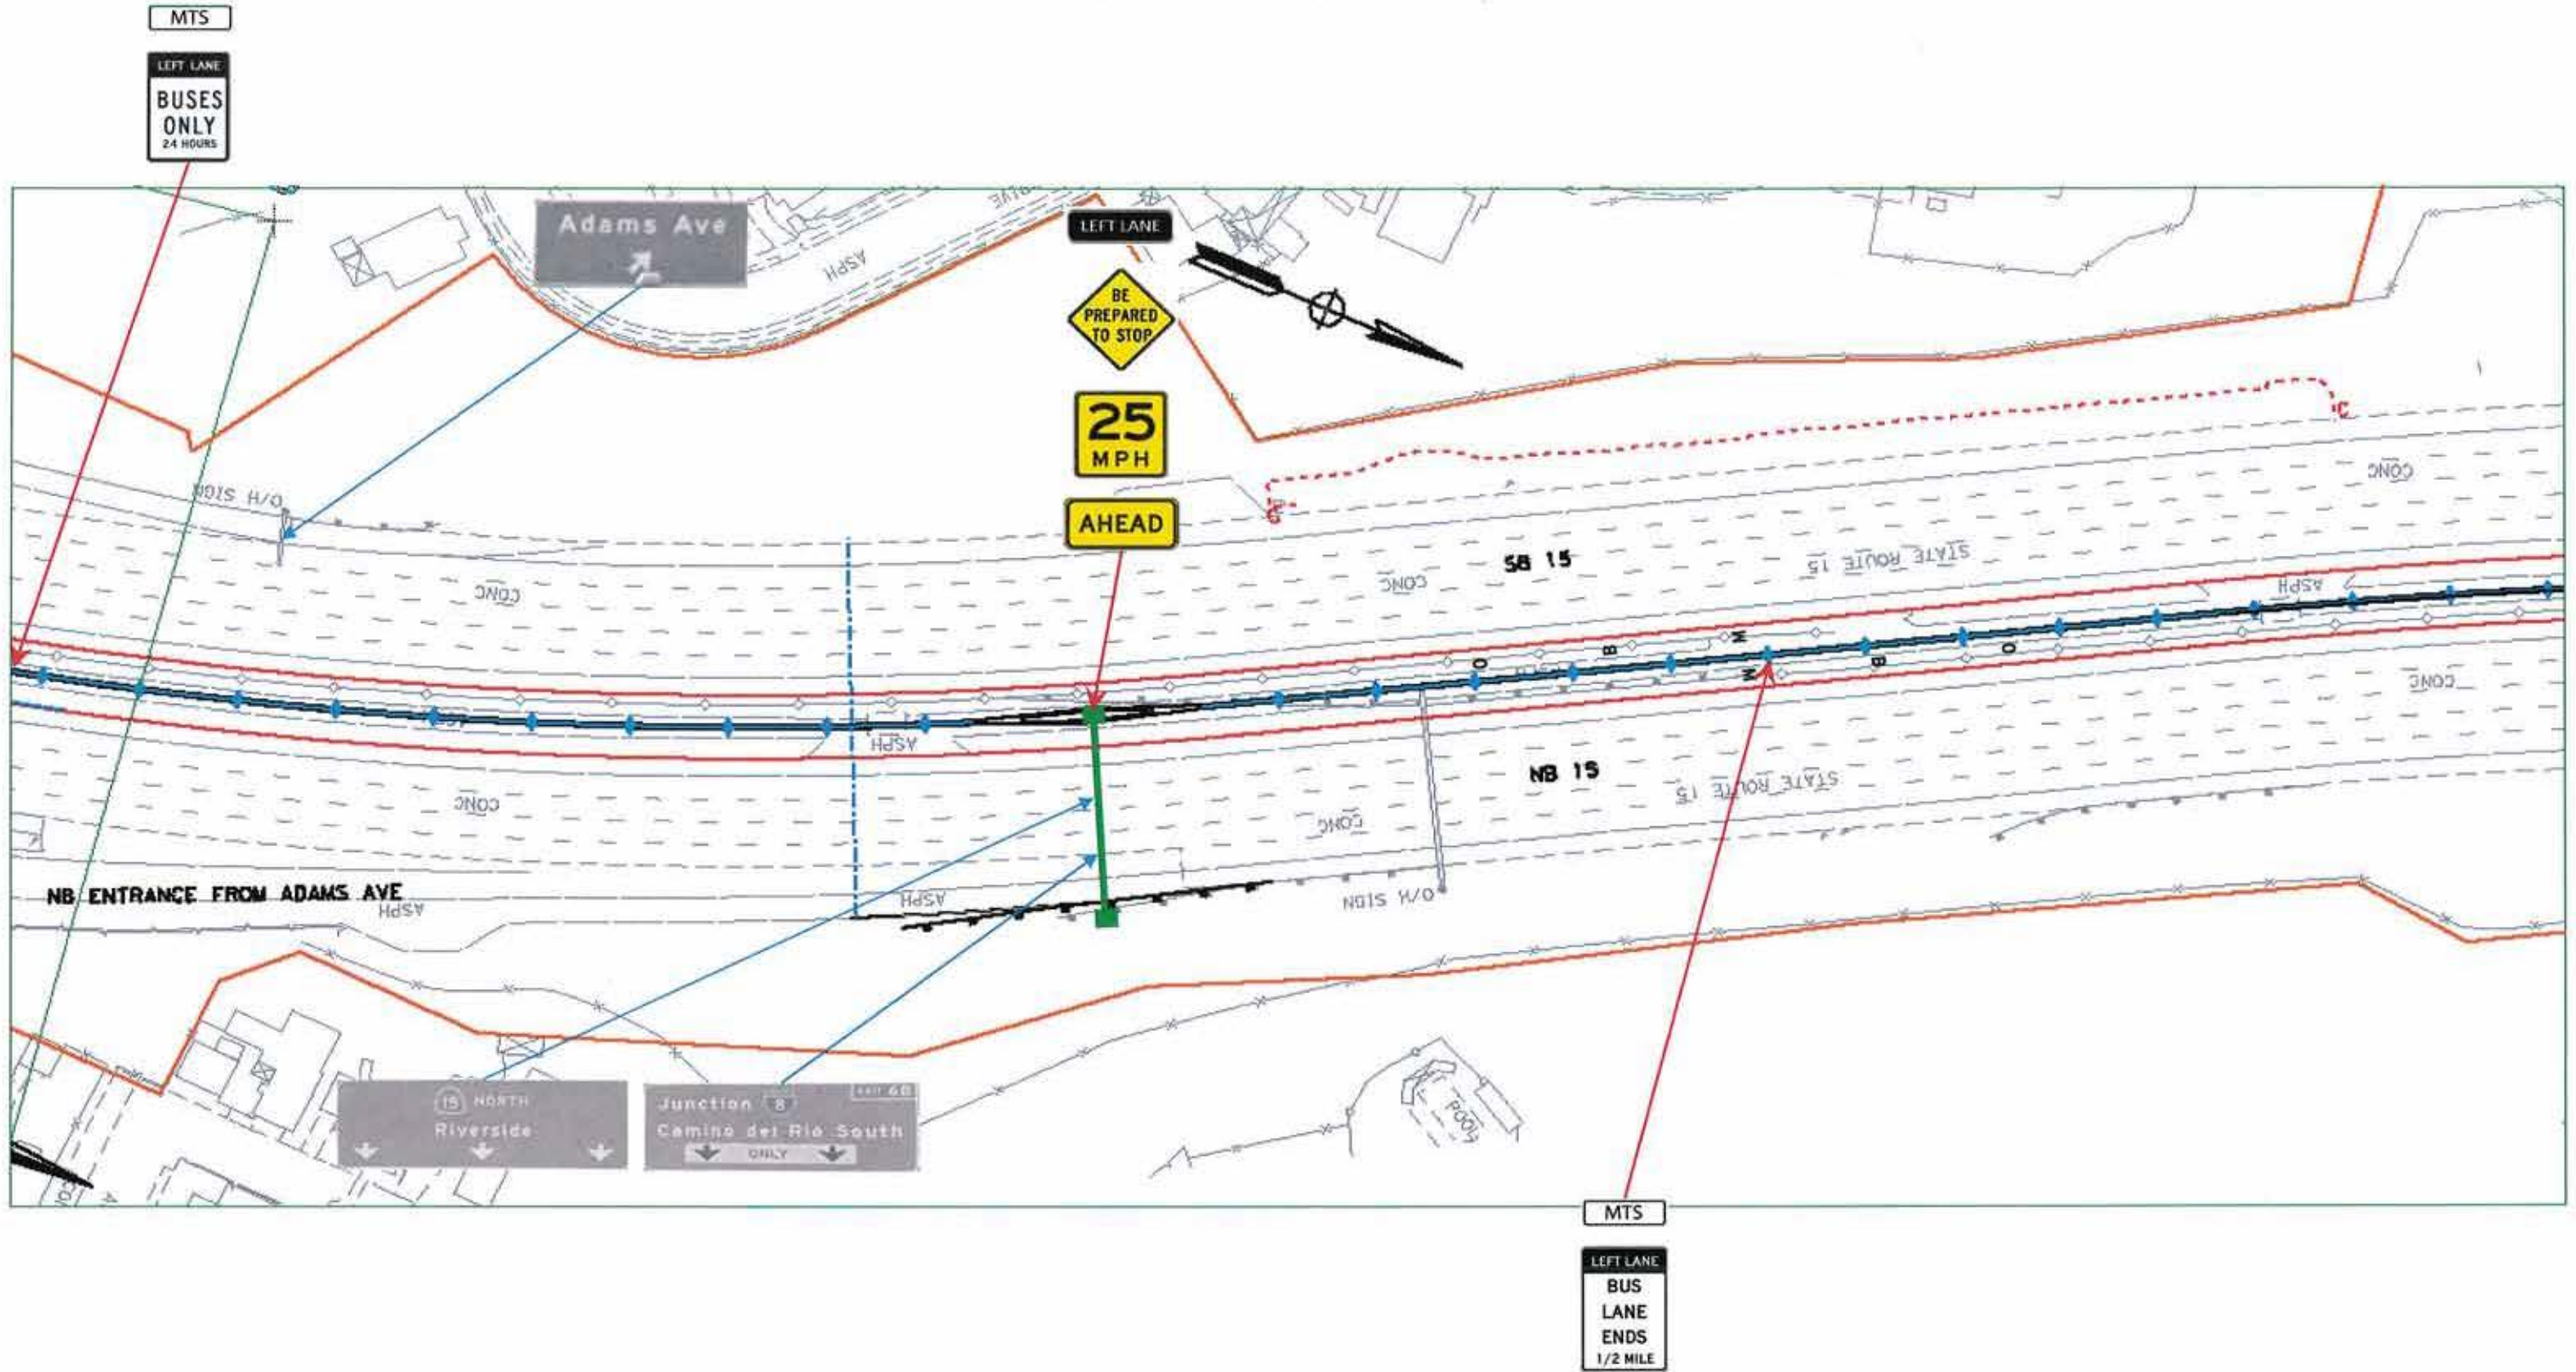 MTS
LEFT LANE
BUSES
ONLY
24 HOURS
Adams Ave
ASPH
LEFT LANE
BE
PREPARED
TO STOP
25
MPH
AHEAD
O/H SIGN
CONC
CONC
SB 15
STATE ROUTE 15
CONC
ASPH
M
B
O
M
B
O
ASPH
CONC
CONC
NB 15
STATE ROUTE 15
CONC
NB ENTRANCE FROM ADAMS AVE
ASPH
ASPH
O/H SIGN
15 NORTH
Riverside
Junction 8
Camino del Rio South
ONLY
POOL
MTS
LEFT LANE
BUS
LANE
ENDS
1/2 MILE